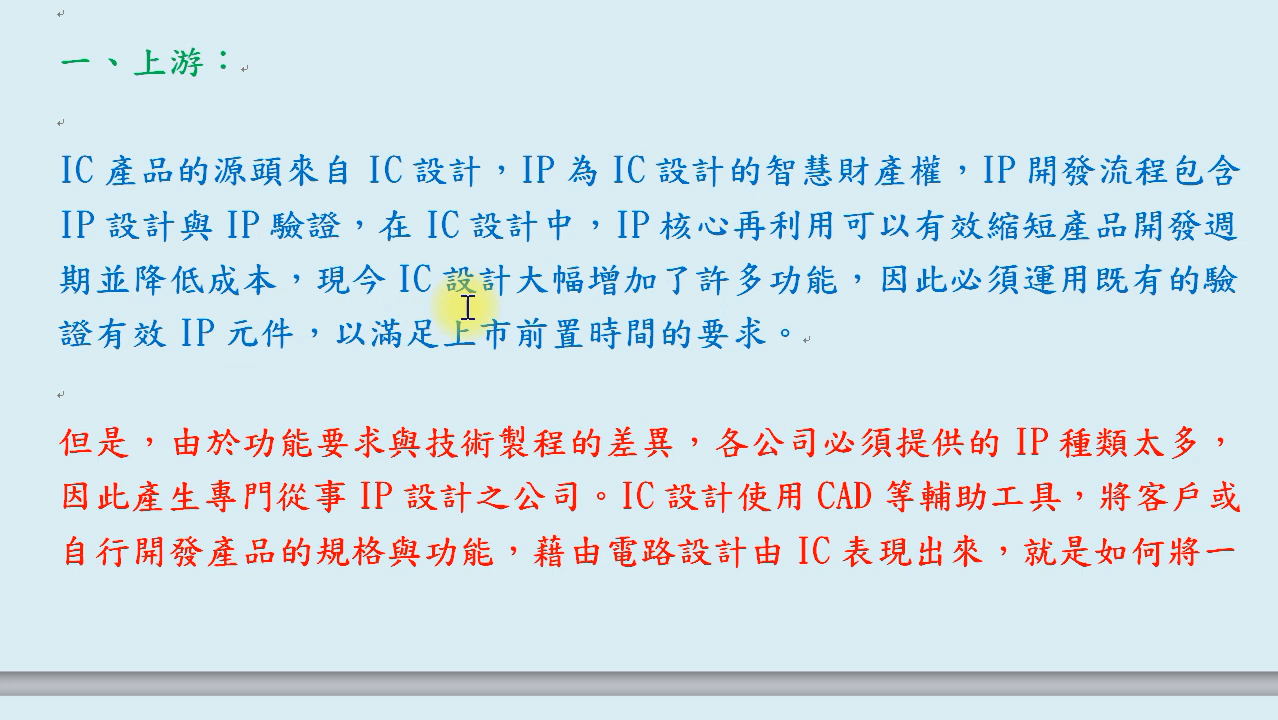 一、上游：
IC 產品的源頭來自 IC 設計，IP 為 IC 設計的智慧財產權，IP 開發流程包含
IP 設計與 IP 驗證，在 IC 設計中，IP 核心再利用可以有效縮短產品開發週
期並降低成本，現今 IC 設計大幅增加了許多功能，因此必須運用既有的驗
證有效 IP 元件，以滿足上市前置時間的要求。
但是，由於功能要求與技術製程的差異，各公司必須提供的 IP 種類太多，
因此產生專門從事 IP 設計之公司。IC 設計使用 CAD 等輔助工具，將客戶或
自行開發產品的規格與功能，藉由電路設計由 IC 表現出來，就是如何將一